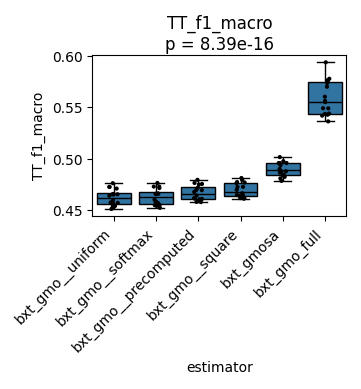 TT_f1_macro
p = 8.39e-16
TT_f1_macro
0.60
0.55
0.50
0.45
bxt_gmo__uniform
bxt_gmo__softmax
bxt_gmo__precomputed
bxt_gmo__square
bxt_gmosa
bxt_gmo_full
estimator